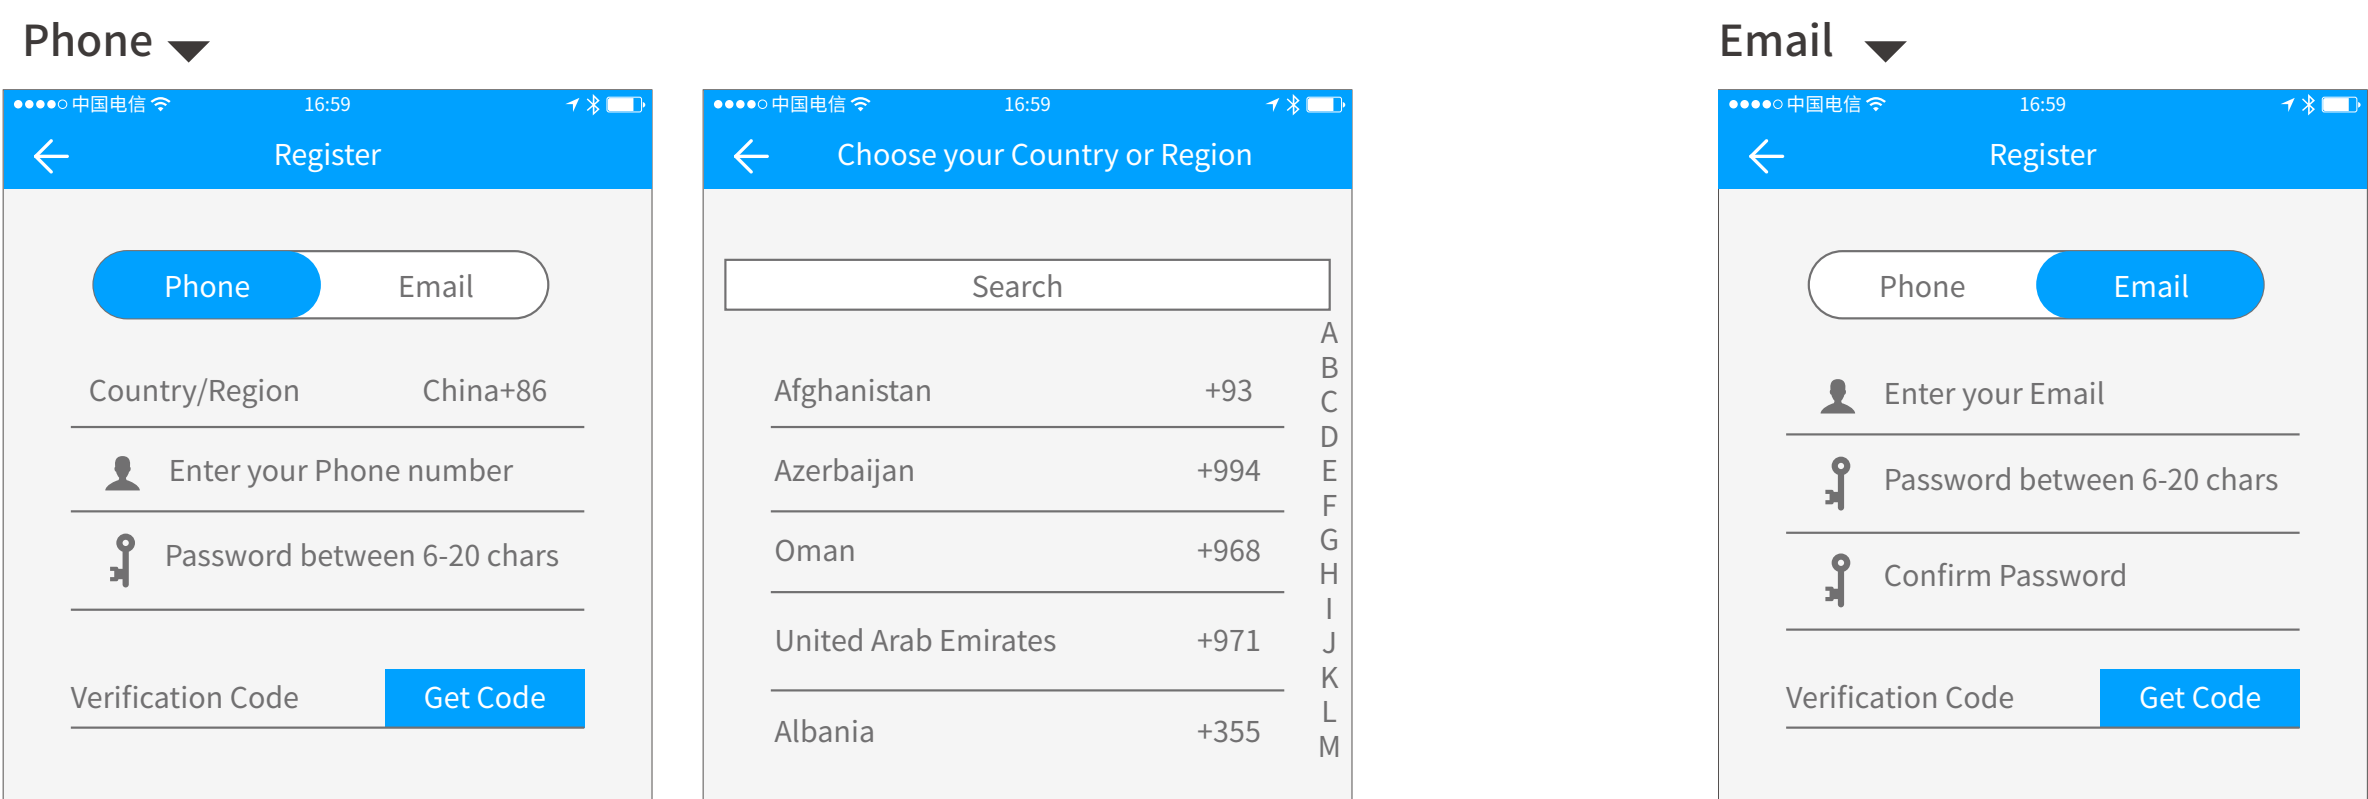 Phone
中国电信 16:59
Register
Phone Email
Country/Region China+86
Enter your Phone number
Password between 6-20 chars
Verification Code Get Code
中国电信 16:59
Choose your Country or Region
Search
Afghanistan +93
Azerbaijan +994
Oman +968
United Arab Emirates +971
Albania +355
A
B
C
D
E
F
G
H
I
J
K
L
M
Email
中国电信 16:59
Register
Phone Email
Enter your Email
Password between 6-20 chars
Confirm Password
Verification Code Get Code